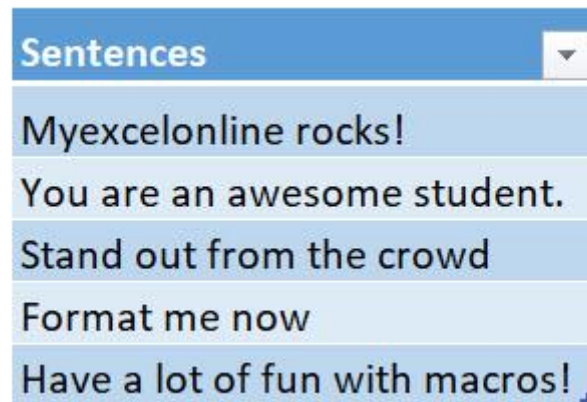 Sentences
Myexcelonline rocks!
You are an awesome student.
Stand out from the crowd
Format me now
Have a lot of fun with macros!